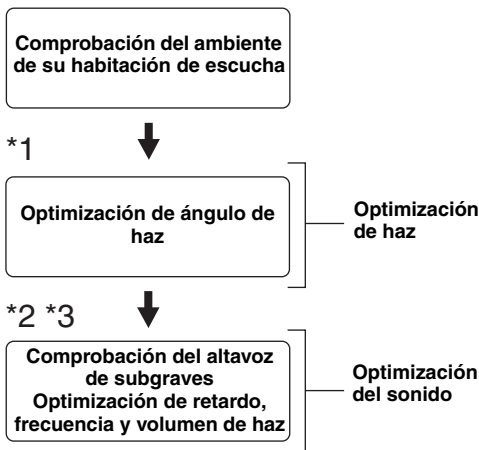 Comprobación del ambiente
de su habitación de escucha
*1
Optimización de ángulo de
haz
Optimización
de haz
*2 *3
Comprobación del altavoz
de subgraves
Optimización de retardo,
frecuencia y volumen de haz
Optimización
del sonido